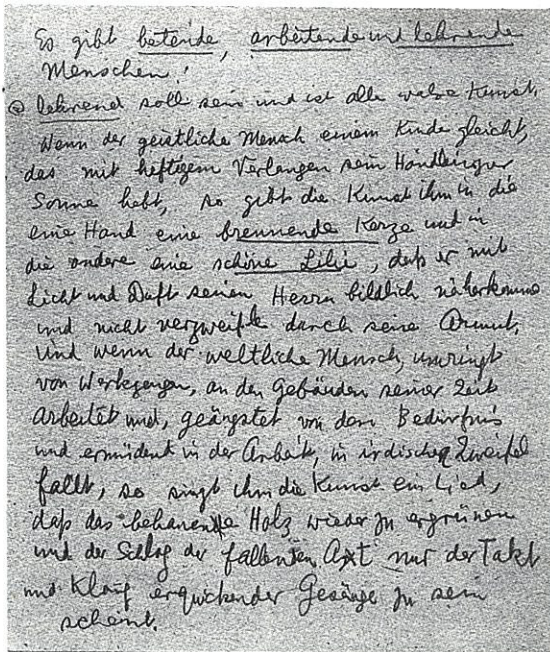 Es gibt betende, arbeitende und lehrende
Menschen!
lehrend soll sein und ist alle wahre Kunst.
Wenn der geistliche Mensch einem Kinde gleicht,
das mit heftigem Verlangen sein Händlein zur
Sonne hebt, so gibt die Kunst ihm in die
eine Hand eine brennende Kerze und in
die andere eine schöne Lilie, daß er mit
Licht und Duft seinen Herrn bildlich näherkomme
und nicht verzweifle durch seine Armut,
Und wenn der weltliche Mensch, umringt
von Werkzeugen, an den Gebäuden seiner Zeit
arbeitet und, geängstet von dem Bedürfnis
und ermüdent in der Arbeit, in irdischen Zweifel
fällt, so singt ihm die Kunst ein Lied,
daß das behauene Holz wieder zu ergrünen
und der Schlag der fallenden Axt nur der Takt
und Klang erquickender Gesänge zu sein
scheint.